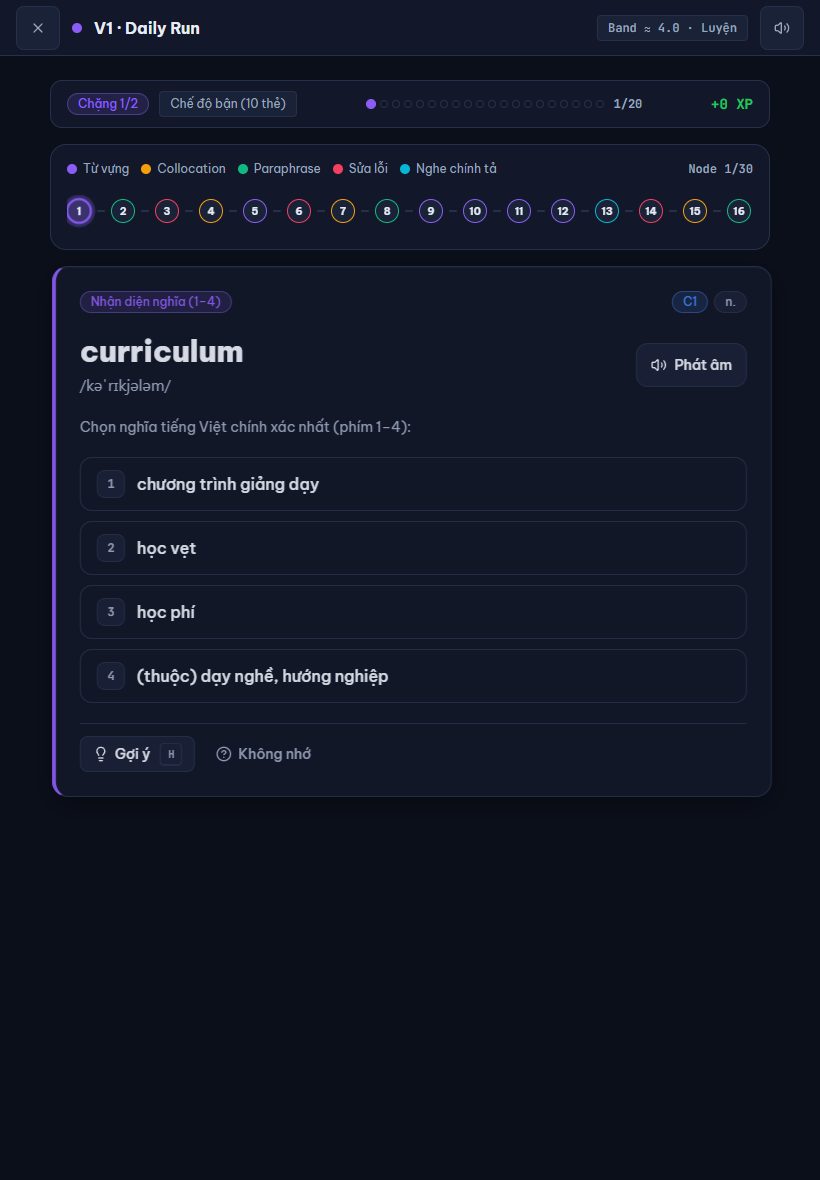 V1 · Daily Run
Band ≈ 4.0 · Luyện
Chặng 1/2
Chế độ bận (10 thẻ)
1/20
+0 XP
Từ vựng
Collocation
Paraphrase
Sửa lỗi
Nghe chính tả
Node 1/30
1 2 3 4 5 6 7 8 9 10 11 12 13 14 15 16
Nhận diện nghĩa (1–4)
C1
n.
curriculum
/kəˈrɪkjələm/
Phát âm
Chọn nghĩa tiếng Việt chính xác nhất (phím 1–4):
1 chương trình giảng dạy
2 học vẹt
3 học phí
4 (thuộc) dạy nghề, hướng nghiệp
Gợi ý H
Không nhớ